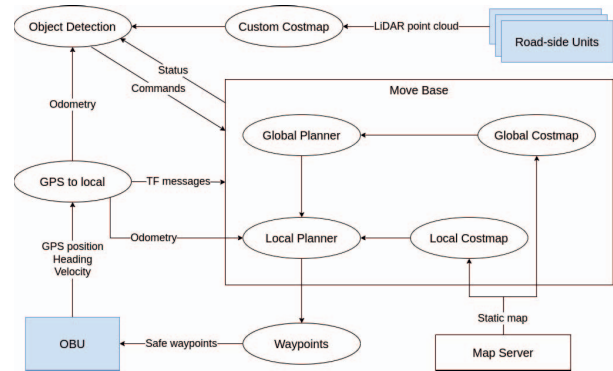 Object Detection
Custom Costmap
LiDAR point cloud
Road-side Units
Status
Commands
Move Base
Odometry
Global Planner
Global Costmap
GPS to local
TF messages
Odometry
Local Planner
Local Costmap
GPS position
Heading
Velocity
Static map
OBU
Safe waypoints
Waypoints
Map Server